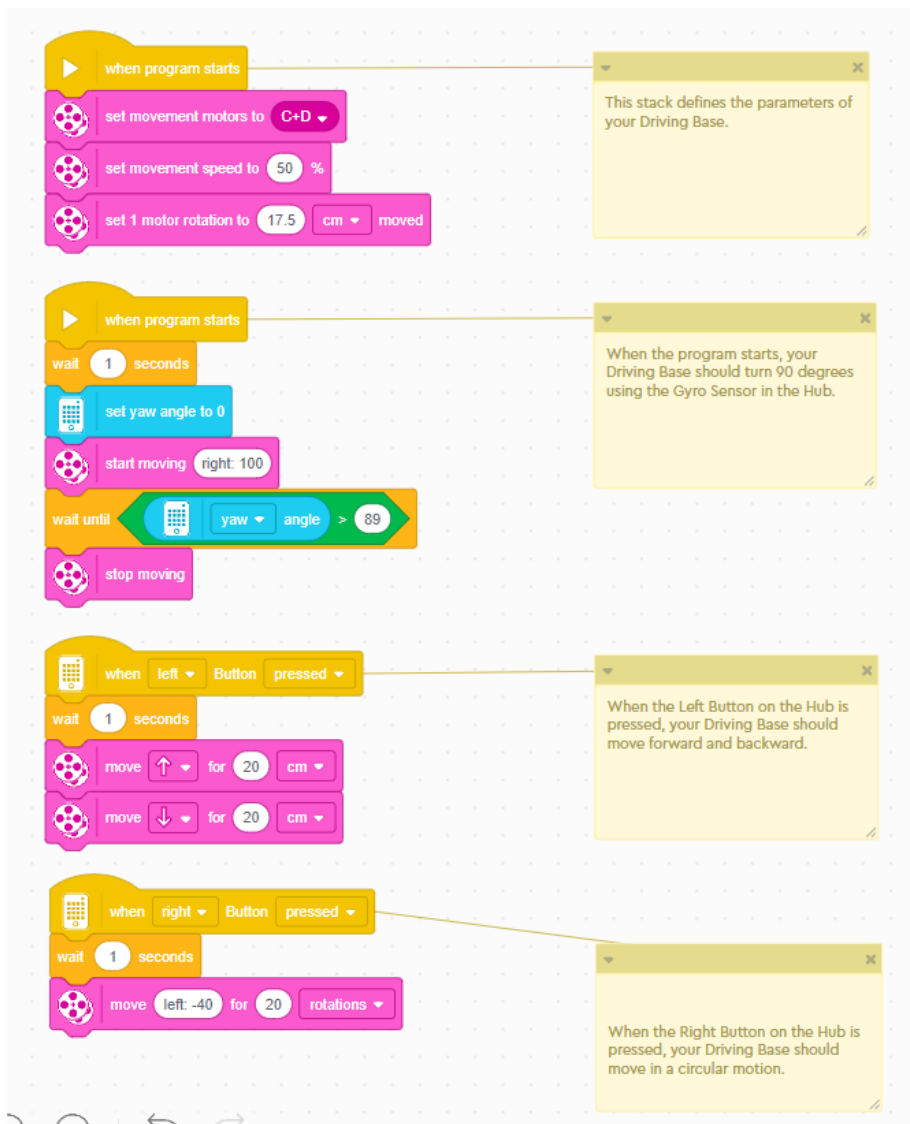 when program starts
set movement motors to C+D
set movement speed to 50 %
set 1 motor rotation to 17.5 cm moved
This stack defines the parameters of
your Driving Base.
when program starts
wait 1 seconds
set yaw angle to 0
start moving right: 100
wait until yaw angle > 89
stop moving
When the program starts, your
Driving Base should turn 90 degrees
using the Gyro Sensor in the Hub.
when left Button pressed
wait 1 seconds
move for 20 cm
move for 20 cm
When the Left Button on the Hub is
pressed, your Driving Base should
move forward and backward.
when right Button pressed
wait 1 seconds
move left: -40 for 20 rotations
When the Right Button on the Hub is
pressed, your Driving Base should
move in a circular motion.